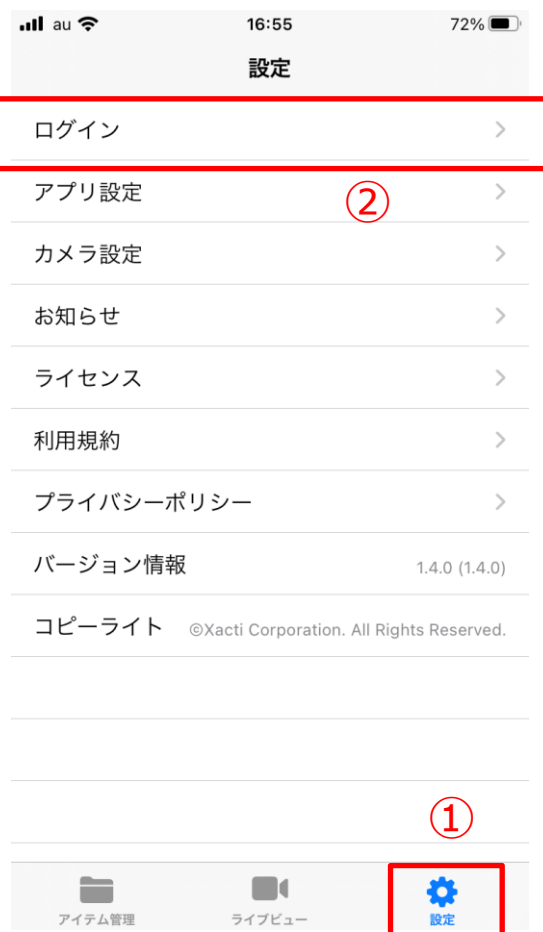 au 16:55 72%
設定
ログイン
アプリ設定
②
カメラ設定
お知らせ
ライセンス
利用規約
プライバシーポリシー
バージョン情報 1.4.0 (1.4.0)
コピーライト ©Xacti Corporation. All Rights Reserved.
①
アイテム管理 ライブビュー 設定